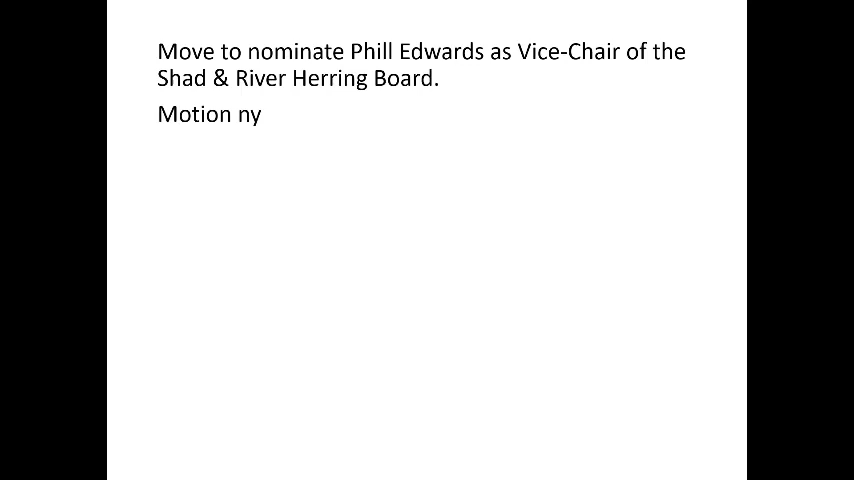 Move to nominate Phill Edwards as Vice-Chair of the
Shad & River Herring Board.
Motion ny